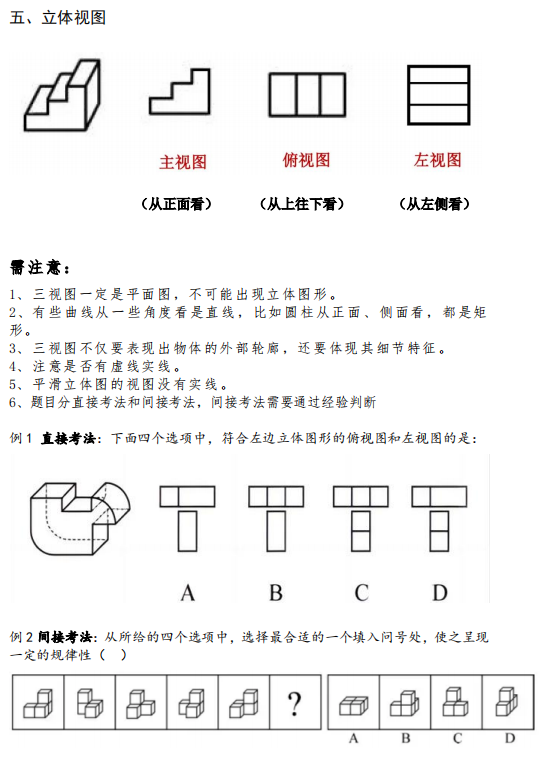 五、立体视图
主视图
俯视图
左视图
（从正面看）
（从上往下看）
（从左侧看）
需注意：
1、三视图一定是平面图，不可能出现立体图形。
2、有些曲线从一些角度看是直线，比如圆柱从正面、侧面看，都是矩
形。
3、三视图不仅要表现出物体的外部轮廓，还要体现其细节特征。
4、注意是否有虚线实线。
5、平滑立体图的视图没有实线。
6、题目分直接考法和间接考法，间接考法需要通过经验判断
例1 直接考法：下面四个选项中，符合左边立体图形的俯视图和左视图的是：
A B C D
例2 间接考法：从所给的四个选项中，选择最合适的一个填入问号处，使之呈现
一定的规律性（ ）
?
A B C D